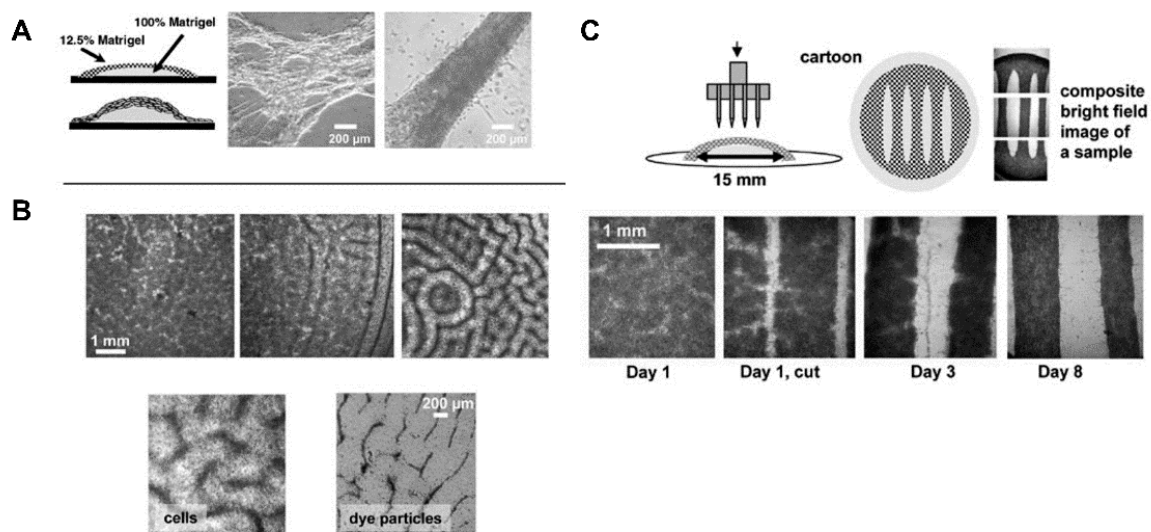 A
100% Matrigel
12.5% Matrigel
200 µm
200 µm
B
1 mm
200 µm
cells
dye particles
C
cartoon
composite
bright field
image of
a sample
15 mm
1 mm
Day 1
Day 1, cut
Day 3
Day 8